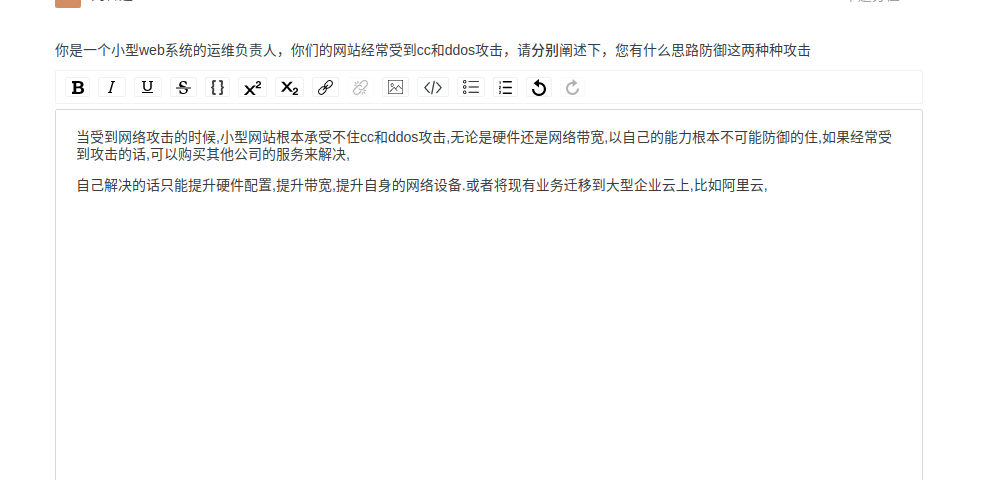 你是一个小型web系统的运维负责人，你们的网站经常受到cc和ddos攻击，请分别阐述下，您有什么思路防御这两种种攻击
当受到网络攻击的时候,小型网站根本承受不住cc和ddos攻击,无论是硬件还是网络带宽,以自己的能力根本不可能防御的住,如果经常受
到攻击的话,可以购买其他公司的服务来解决,
自己解决的话只能提升硬件配置,提升带宽,提升自身的网络设备.或者将现有业务迁移到大型企业云上,比如阿里云,